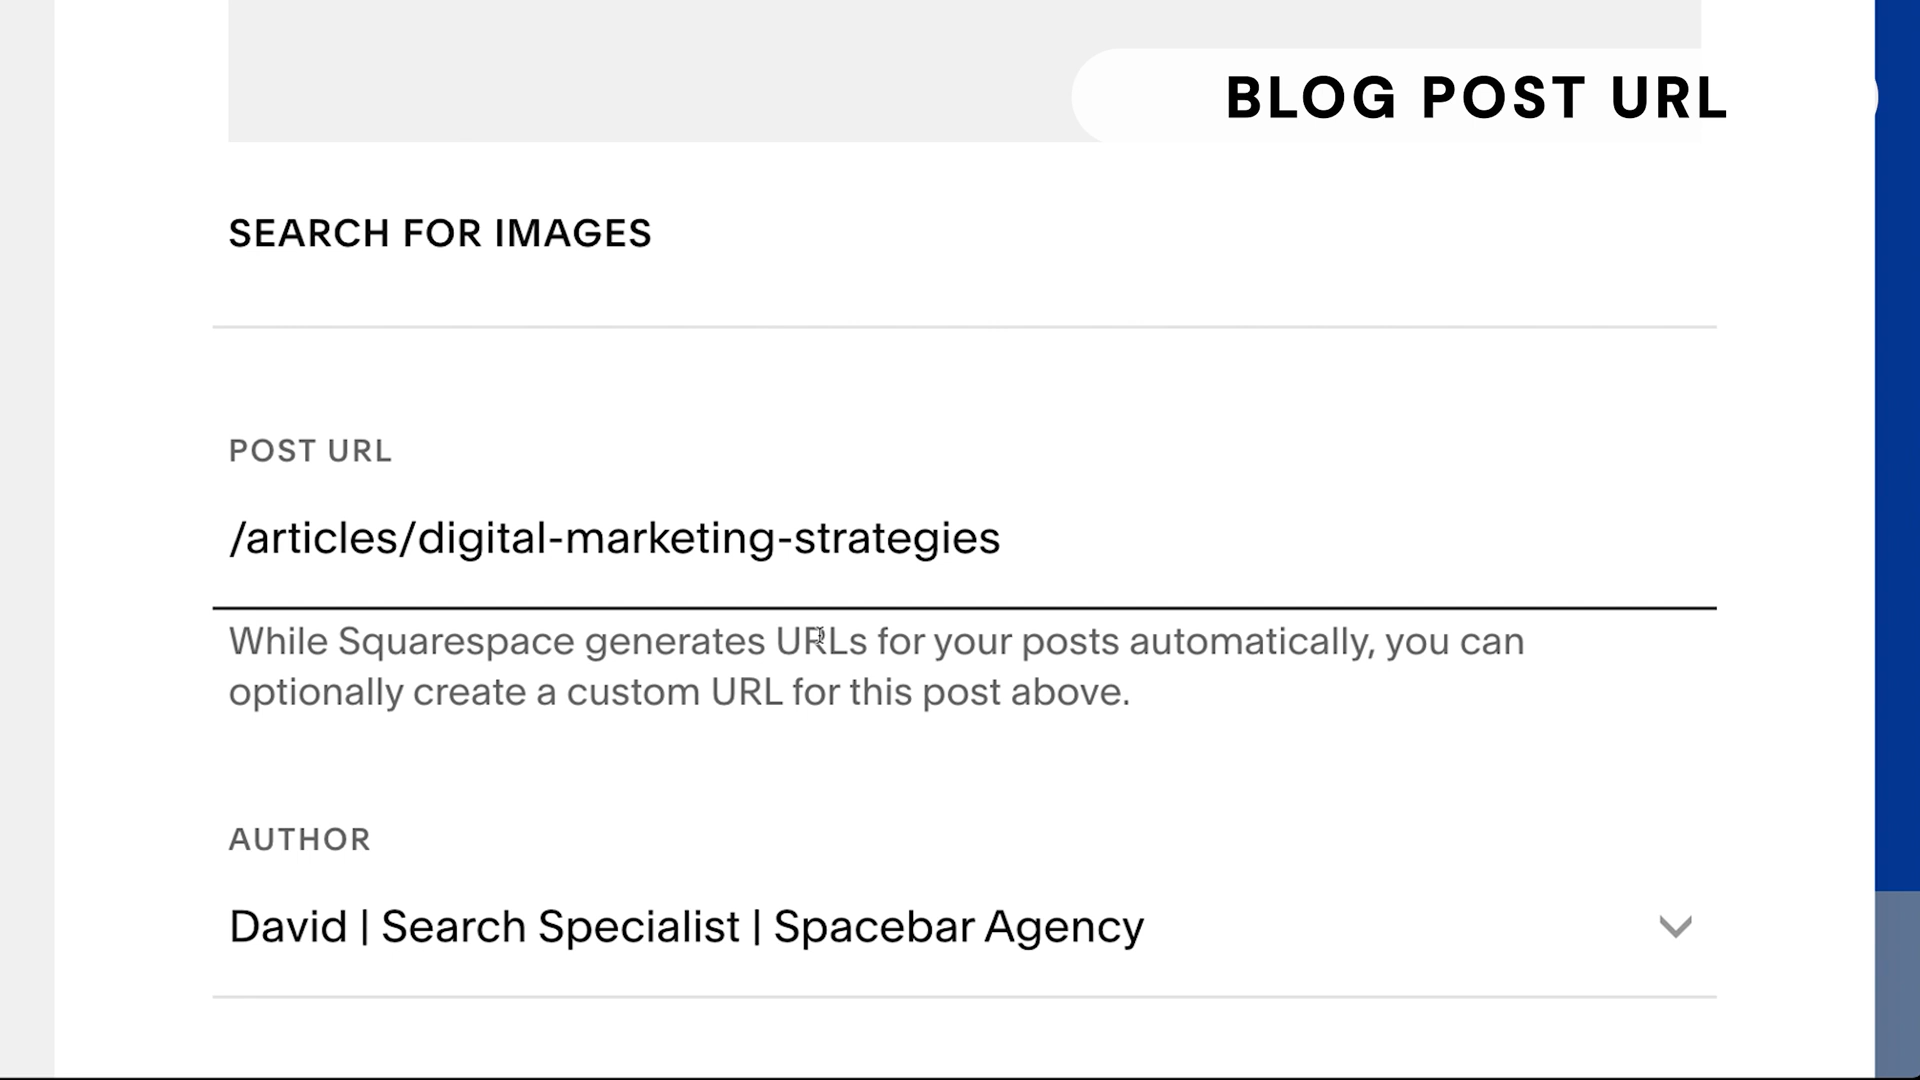 BLOG POST URL
SEARCH FOR IMAGES
POST URL
/articles/digital-marketing-strategies
While Squarespace generates URLs for your posts automatically, you can
optionally create a custom URL for this post above.
AUTHOR
David | Search Specialist | Spacebar Agency